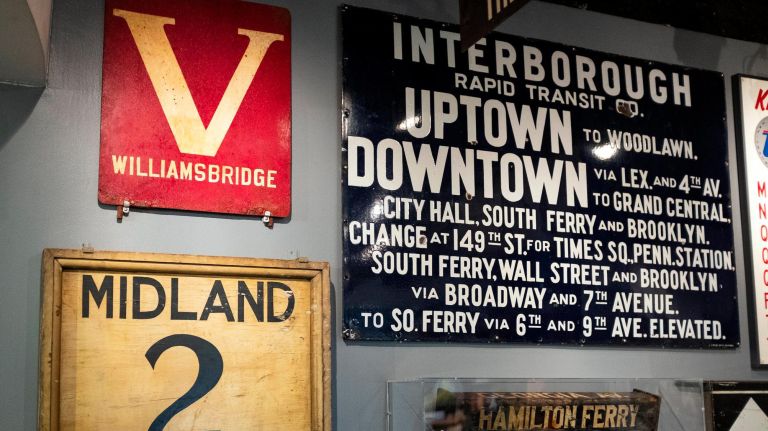 V
WILLIAMSBRIDGE
MIDLAND
2
INTERBOROUGH
RAPID TRANSIT CO.
UPTOWN TO WOODLAWN.
DOWNTOWN VIA LEX. AND 4TH AV.
TO GRAND CENTRAL,
CITY HALL, SOUTH FERRY AND BROOKLYN.
CHANGE AT 149TH ST. FOR TIMES SQ., PENN. STATION,
SOUTH FERRY, WALL STREET AND BROOKLYN
VIA BROADWAY AND 7TH AVENUE.
TO SO. FERRY VIA 6TH AND 9TH AVE. ELEVATED.
HAMILTON FERRY